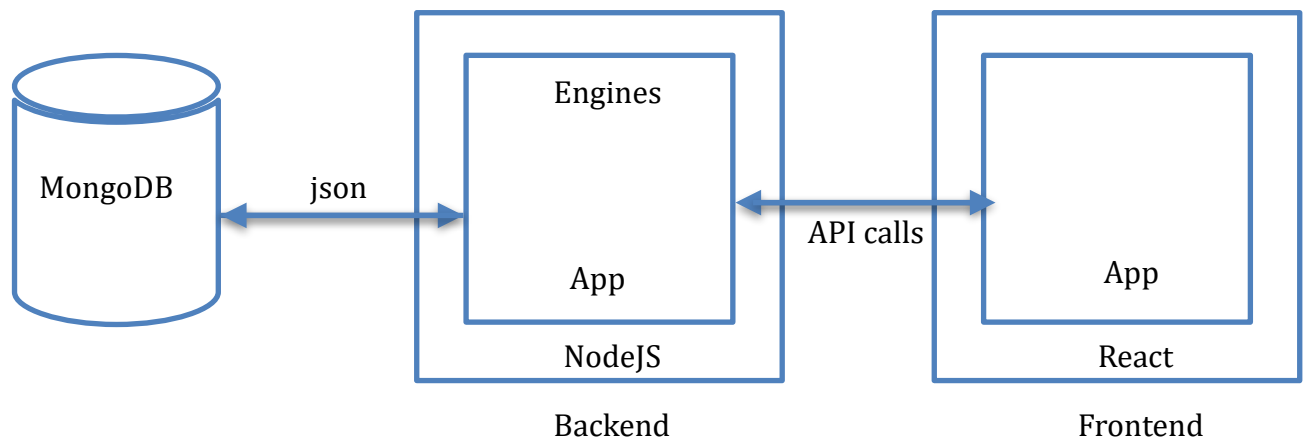 Engines
MongoDB
json
API calls
App
App
NodeJS
React
Backend
Frontend